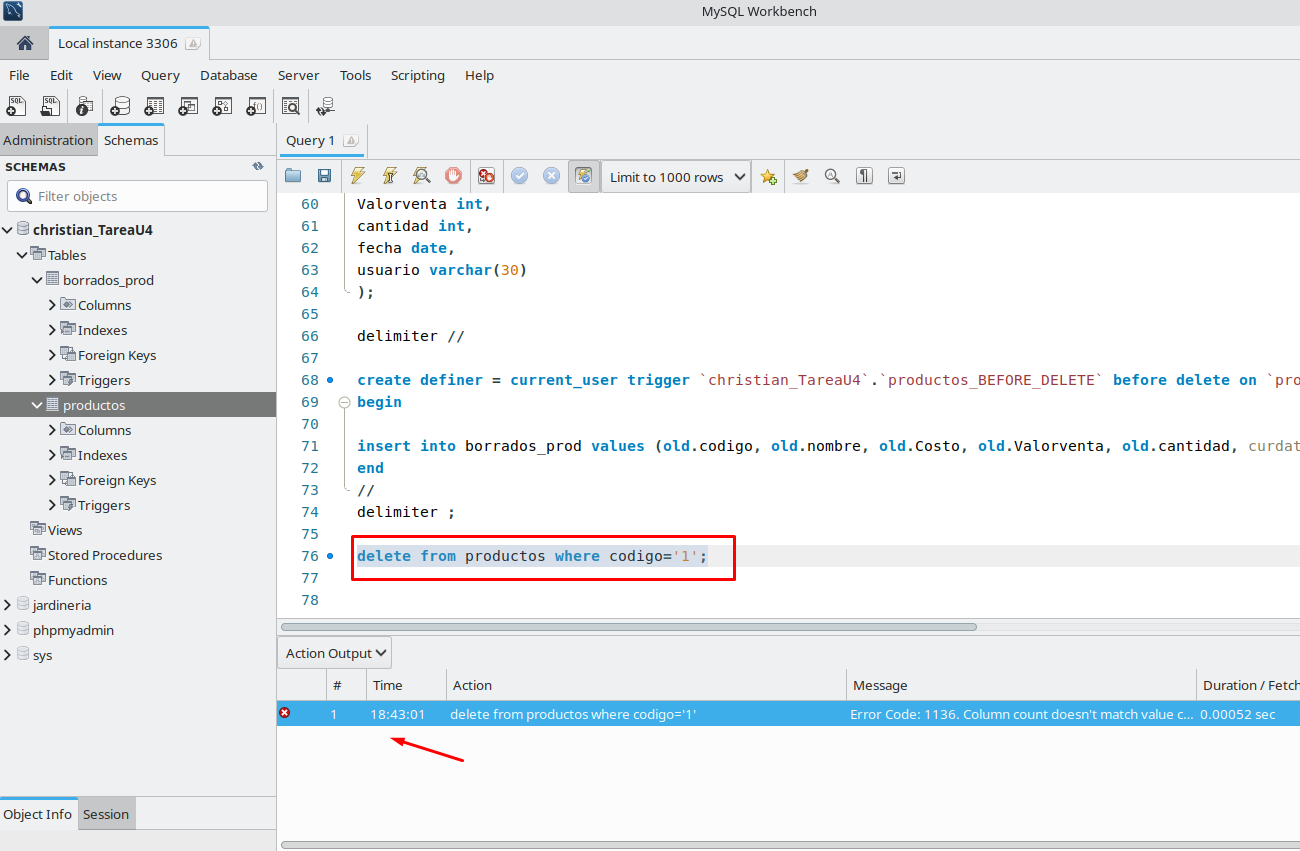 MySQL Workbench
Local instance 3306
File Edit View Query Database Server Tools Scripting Help
Administration Schemas
Query 1
SCHEMAS
Limit to 1000 rows
Filter objects
christian_TareaU4
Tables
borrados_prod
Columns
Indexes
Foreign Keys
Triggers
productos
Columns
Indexes
Foreign Keys
Triggers
Views
Stored Procedures
Functions
jardineria
phpmyadmin
sys
Object Info Session
60 Valorventa int,
61 cantidad int,
62 fecha date,
63 usuario varchar(30)
64 );
65
66 delimiter //
67
68 create definer = current_user trigger `christian_TareaU4`.`productos_BEFORE_DELETE` before delete on `pro
69 begin
70
71 insert into borrados_prod values (old.codigo, old.nombre, old.Costo, old.Valorventa, old.cantidad, curdat
72 end
73 //
74 delimiter ;
75
76 delete from productos where codigo='1';
77
78
Action Output
# Time Action Message Duration / Fetch
1 18:43:01 delete from productos where codigo='1' Error Code: 1136. Column count doesn't match value c... 0.00052 sec